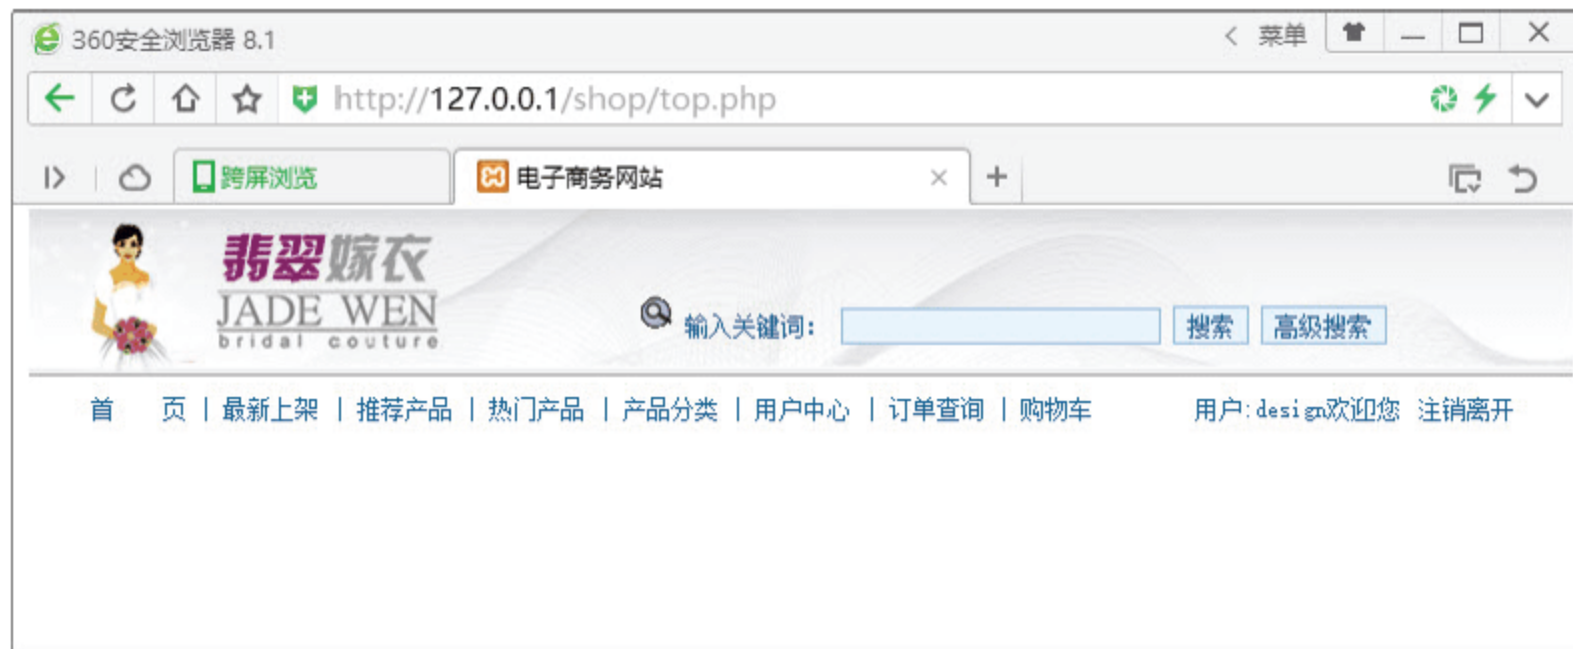 360安全浏览器 8.1 菜单
http://127.0.0.1/shop/top.php
跨屏浏览 电子商务网站
翡翠嫁衣
JADE WEN
bridal couture
输入关键词： 搜索 高级搜索
首 页 | 最新上架 | 推荐产品 | 热门产品 | 产品分类 | 用户中心 | 订单查询 | 购物车 用户:design欢迎您 注销离开